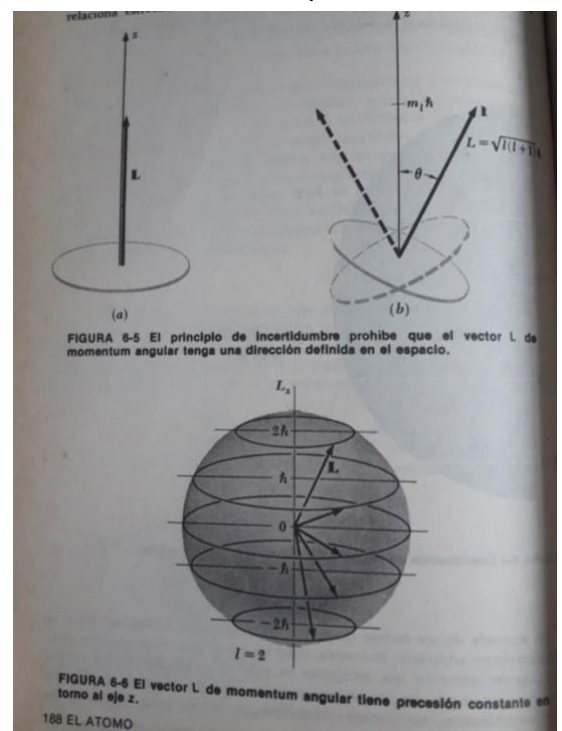 relaciona
z
L
(a)
z
m_l ħ
L
L = √l(l+1) ħ
θ
(b)
FIGURA 6-5 El principio de incertidumbre prohibe que el vector L de
momentum angular tenga una dirección definida en el espacio.
L_z
2ħ
L
ħ
0
−ħ
−2ħ
l = 2
FIGURA 6-6 El vector L de momentum angular tiene precesión constante en
torno al eje z.
188 EL ATOMO